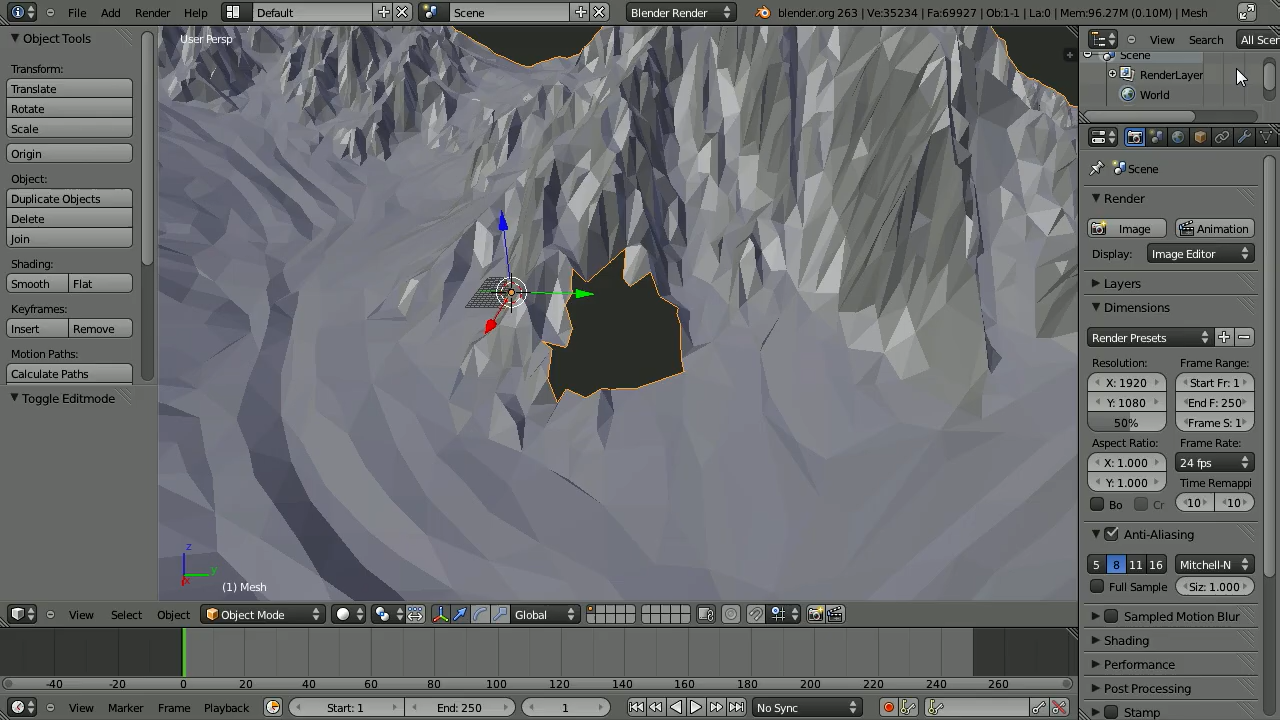 File Add Render Help Default Scene Blender Render blender.org 263 | Ve:35234 | Fa:69927 | Ob:1-1 | La:0 | Mem:96.27M (0.10M) | Mesh
Object Tools
Transform:
Translate
Rotate
Scale
Origin
Object:
Duplicate Objects
Delete
Join
Shading:
Smooth Flat
Keyframes:
Insert Remove
Motion Paths:
Calculate Paths
Toggle Editmode
User Persp
z
y
x
(1) Mesh
View Search All Scen
Scene
RenderLayer
World
Scene
Render
Image Animation
Display: Image Editor
Layers
Dimensions
Render Presets
Resolution: Frame Range:
X: 1920 Start Fr: 1
Y: 1080 End F: 250
50% Frame S: 1
Aspect Ratio: Frame Rate:
X: 1.000 24 fps
Y: 1.000 Time Remappi
Bo Cr 10 10
Anti-Aliasing
5 8 11 16 Mitchell-N
Full Sample Siz: 1.000
Sampled Motion Blur
Shading
Performance
Post Processing
Stamp
View Select Object Object Mode Global
-40 -20 0 20 40 60 80 100 120 140 160 180 200 220 240 260
View Marker Frame Playback Start: 1 End: 250 1 No Sync